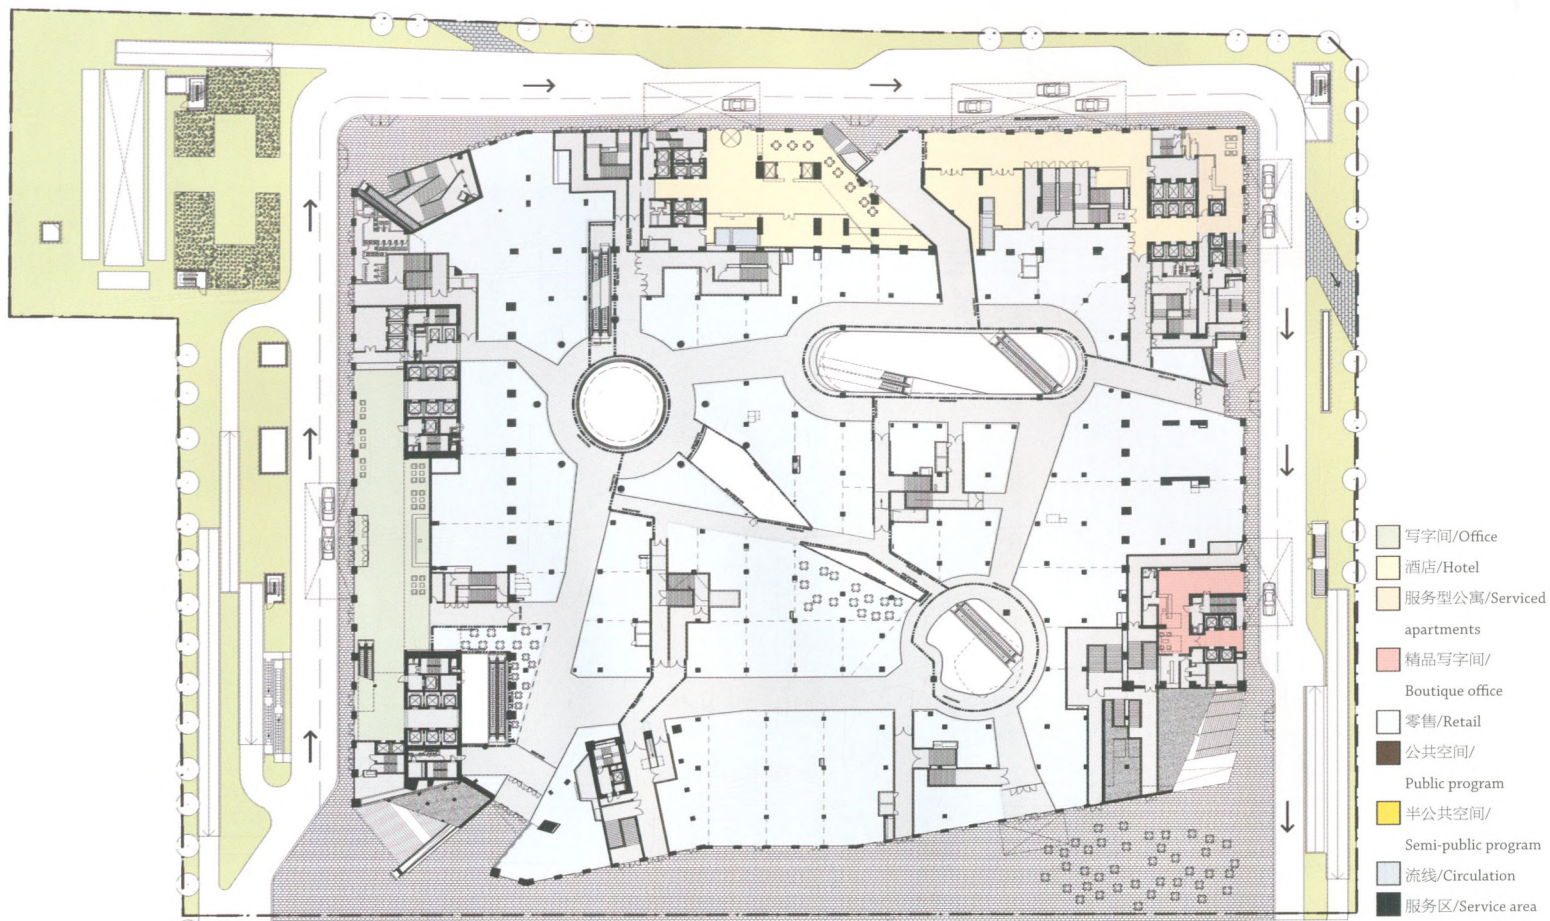 写字间/Office
酒店/Hotel
服务型公寓/Serviced
apartments
精品写字间/
Boutique office
零售/Retail
公共空间/
Public program
半公共空间/
Semi-public program
流线/Circulation
服务区/Service area